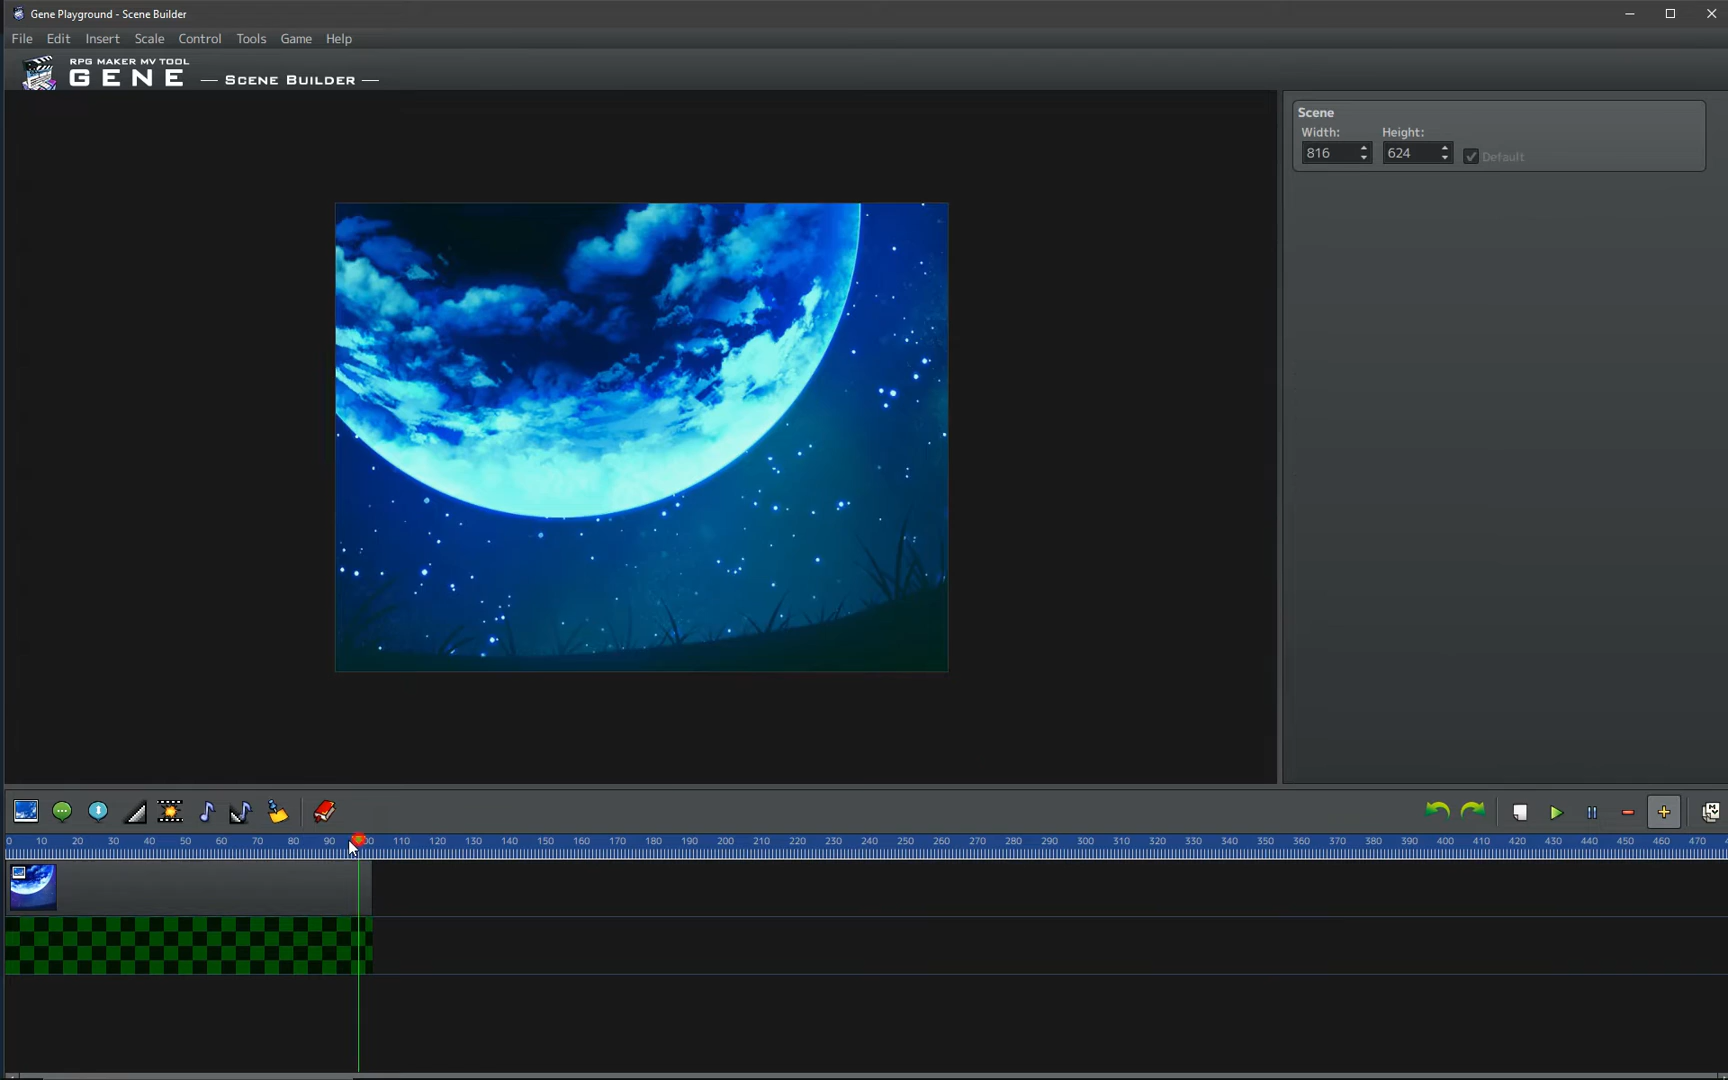 Gene Playground - Scene Builder
File Edit Insert Scale Control Tools Game Help
RPG MAKER MV TOOL
GENE — SCENE BUILDER —
Scene
Width: Height:
816 624 Default
0 10 20 30 40 50 60 70 80 90 110 120 130 140 150 160 170 180 190 200 210 220 230 240 250 260 270 280 290 300 310 320 330 340 350 360 370 380 390 400 410 420 430 440 450 460 470